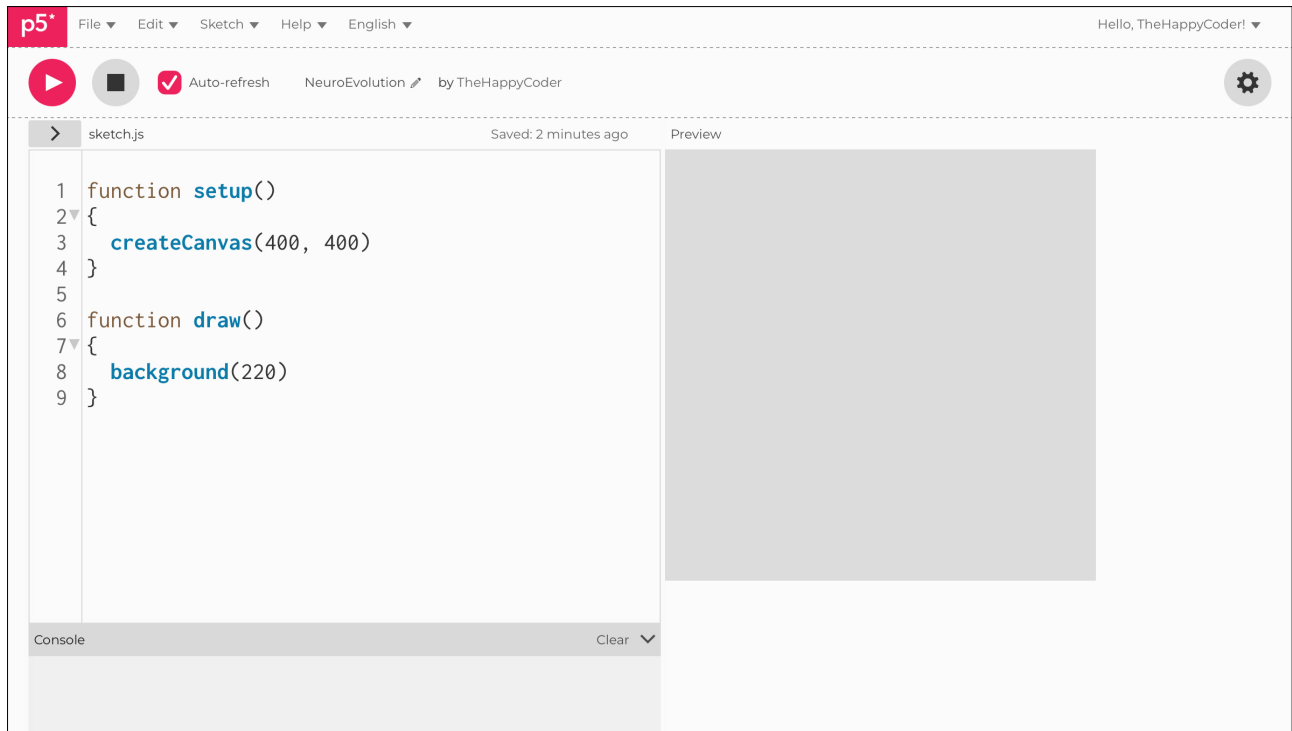 p5* File Edit Sketch Help English Hello, TheHappyCoder!
Auto-refresh NeuroEvolution by TheHappyCoder
sketch.js Saved: 2 minutes ago Preview
1 function setup()
2 {
3   createCanvas(400, 400)
4 }
5
6 function draw()
7 {
8   background(220)
9 }
Console Clear